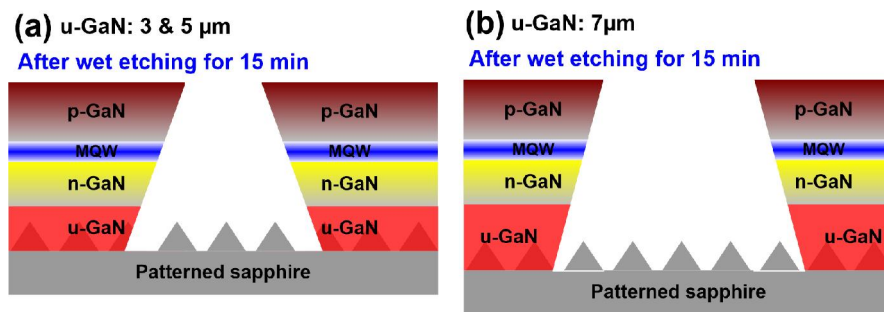 (a) u-GaN: 3 & 5 µm
After wet etching for 15 min
p-GaN p-GaN
MQW MQW
n-GaN n-GaN
u-GaN u-GaN
Patterned sapphire
(b) u-GaN: 7µm
After wet etching for 15 min
p-GaN p-GaN
MQW MQW
n-GaN n-GaN
u-GaN u-GaN
Patterned sapphire